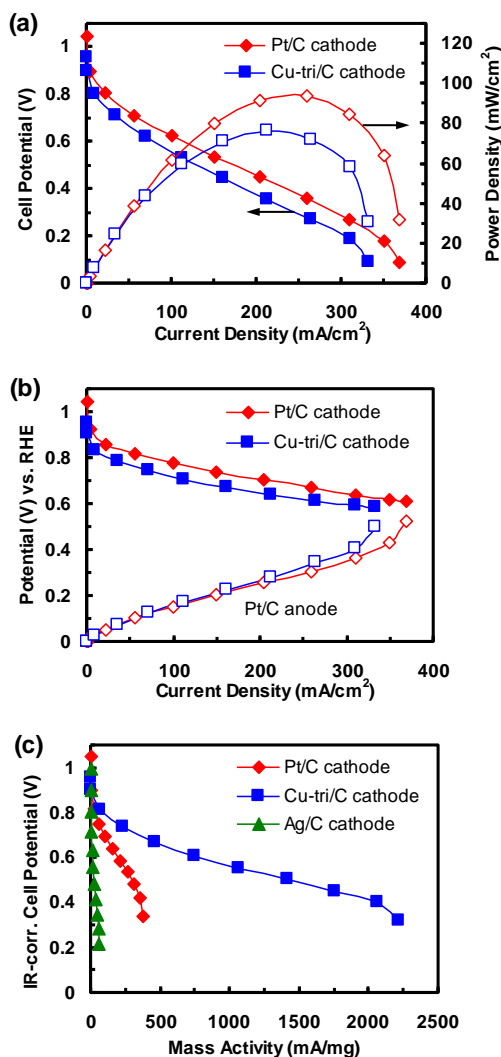 (a)
Pt/C cathode
Cu-tri/C cathode
Cell Potential (V)
1
0.8
0.6
0.4
0.2
0
120
100
80
60
40
20
0
Power Density (mW/cm²)
0 100 200 300 400
Current Density (mA/cm²)
(b)
Pt/C cathode
Cu-tri/C cathode
Potential (V) vs. RHE
1
0.8
0.6
0.4
0.2
0
Pt/C anode
0 100 200 300 400
Current Density (mA/cm²)
(c)
Pt/C cathode
Cu-tri/C cathode
Ag/C cathode
IR-corr. Cell Potential (V)
1
0.8
0.6
0.4
0.2
0
0 500 1000 1500 2000 2500
Mass Activity (mA/mg)